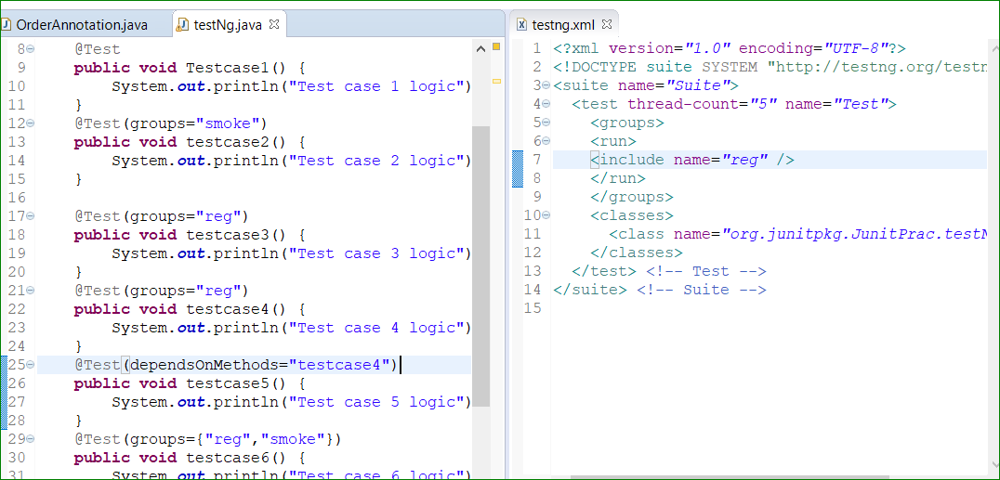 OrderAnnotation.java
testNg.java
8 @Test
9 public void Testcase1() {
10 System.out.println("Test case 1 logic")
11 }
12 @Test(groups="smoke")
13 public void testcase2() {
14 System.out.println("Test case 2 logic")
15 }
16
17 @Test(groups="reg")
18 public void testcase3() {
19 System.out.println("Test case 3 logic")
20 }
21 @Test(groups="reg")
22 public void testcase4() {
23 System.out.println("Test case 4 logic")
24 }
25 @Test(dependsOnMethods="testcase4")
26 public void testcase5() {
27 System.out.println("Test case 5 logic")
28 }
29 @Test(groups={"reg","smoke"})
30 public void testcase6() {
31 System.out.println("Test case 6 logic")
testng.xml
1 <?xml version="1.0" encoding="UTF-8"?>
2 <!DOCTYPE suite SYSTEM "http://testng.org/testn
3 <suite name="Suite">
4 <test thread-count="5" name="Test">
5 <groups>
6 <run>
7 <include name="reg" />
8 </run>
9 </groups>
10 <classes>
11 <class name="org.junitpkg.JunitPrac.testN
12 </classes>
13 </test> <!-- Test -->
14 </suite> <!-- Suite -->
15